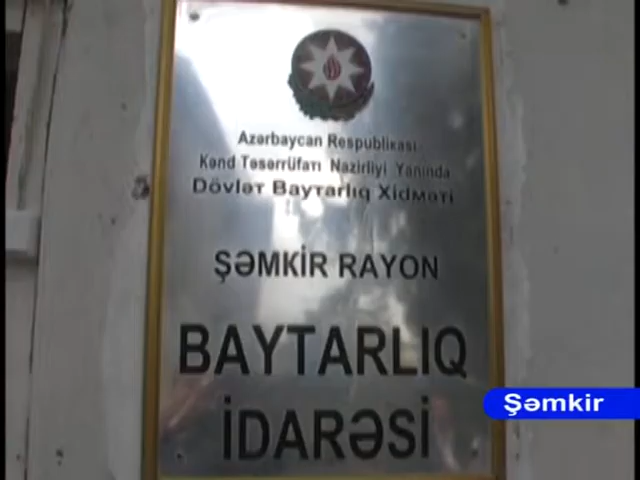 Azərbaycan Respublikası
Kənd Təsərrüfatı Nazirliyi Yanında
Dövlət Baytarlıq Xidməti
ŞƏMKİR RAYON
BAYTARLIQ
İDARƏSİ
Şəmkir